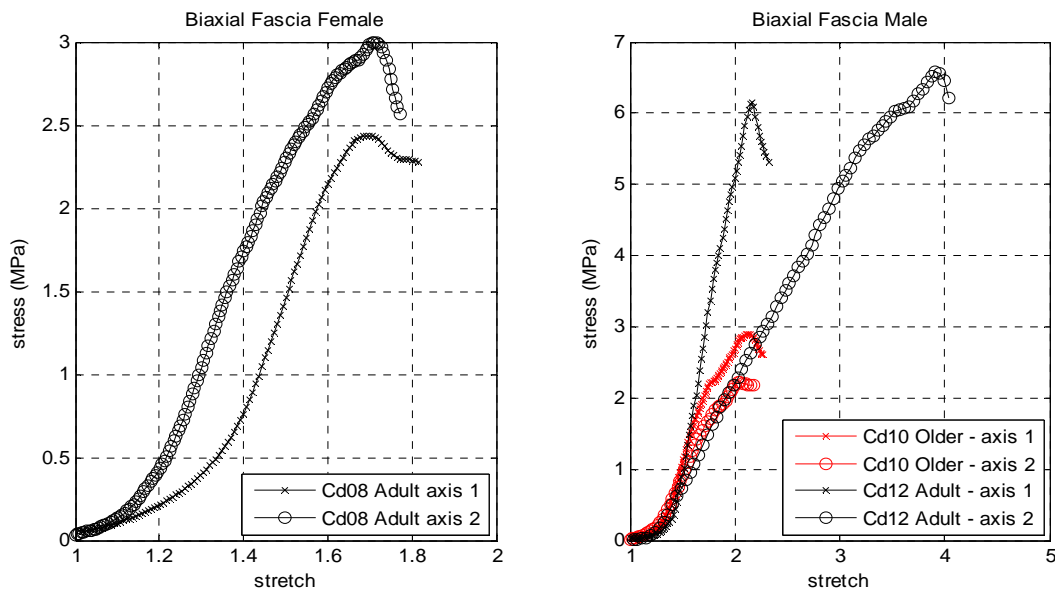 Biaxial Fascia Female
3
2.5
2
1.5
1
0.5
0
1
1.2
1.4
1.6
1.8
2
stress (MPa)
stretch
Cd08 Adult axis 1
Cd08 Adult axis 2
Biaxial Fascia Male
7
6
5
4
3
2
1
0
1
2
3
4
5
stress (MPa)
stretch
Cd10 Older - axis 1
Cd10 Older - axis 2
Cd12 Adult - axis 1
Cd12 Adult - axis 2